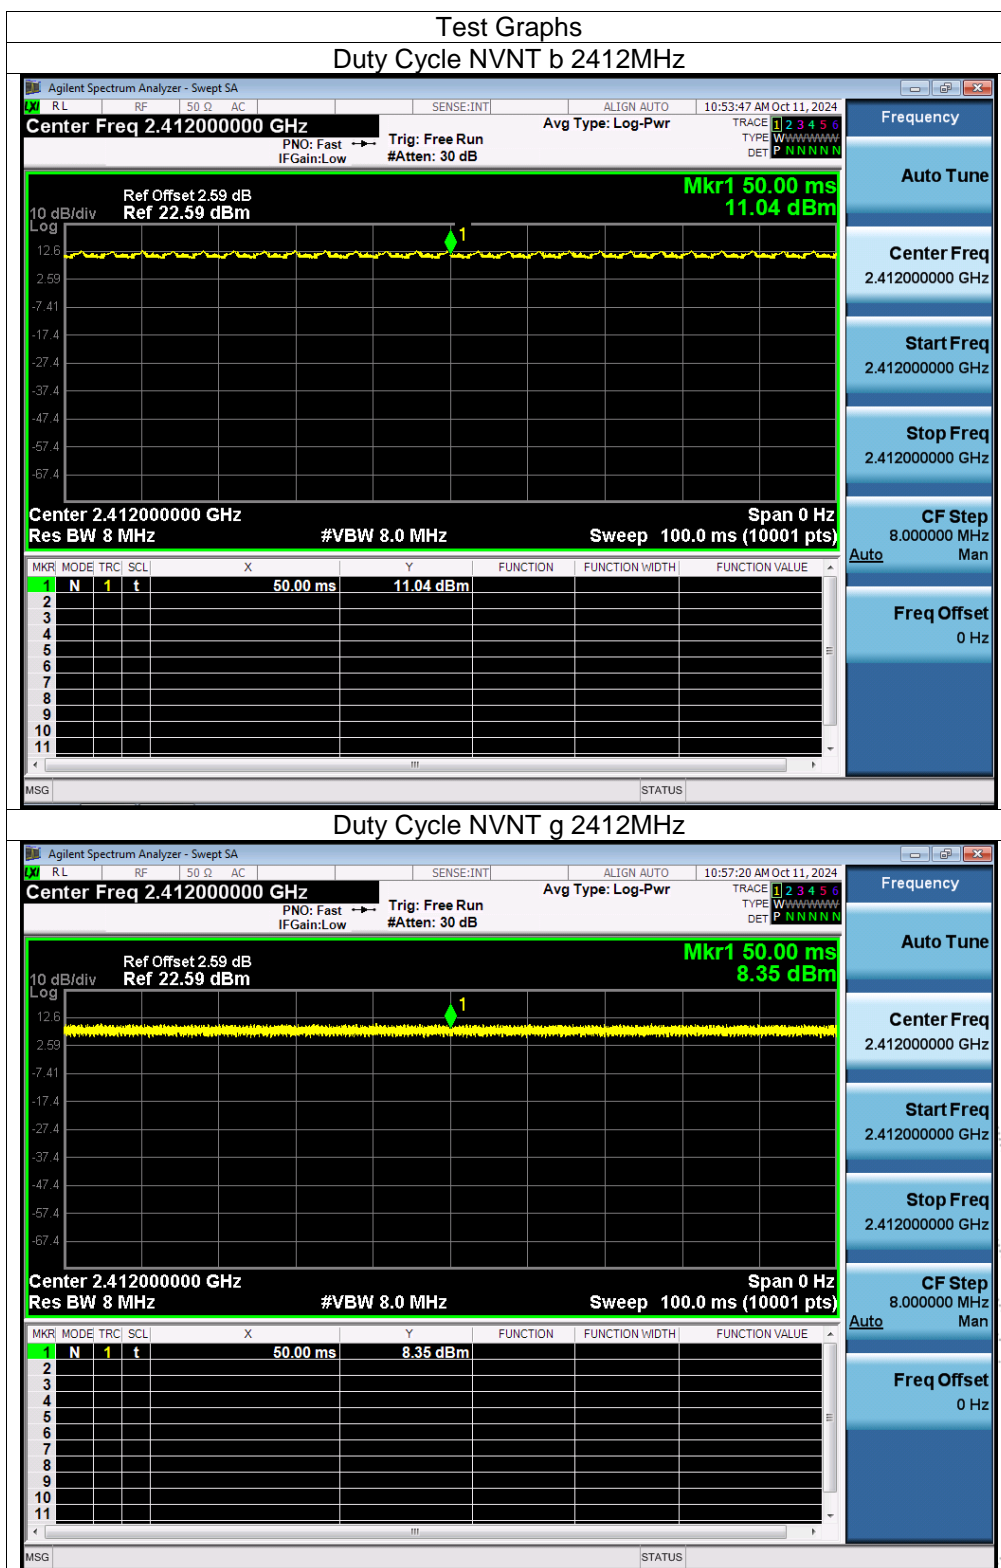 Test Graphs
Duty Cycle NVNT b 2412MHz
Agilent Spectrum Analyzer - Swept SA
LXI RL RF 50 Ω AC SENSE:INT ALIGN AUTO 10:53:47 AM Oct 11, 2024
Center Freq 2.412000000 GHz Avg Type: Log-Pwr TRACE 1 2 3 4 5 6
PNO: Fast Trig: Free Run TYPE WWWWWW
IFGain:Low #Atten: 30 dB DET P N N N N N
Frequency
Mkr1 50.00 ms
11.04 dBm
Ref Offset 2.59 dB
10 dB/div Ref 22.59 dBm
Log
1
12.6
2.59
-7.41
-17.4
-27.4
-37.4
-47.4
-57.4
-67.4
Center 2.412000000 GHz Span 0 Hz
Res BW 8 MHz #VBW 8.0 MHz Sweep 100.0 ms (10001 pts)
MKR MODE TRC SCL X Y FUNCTION FUNCTION WIDTH FUNCTION VALUE
1 N 1 t 50.00 ms 11.04 dBm
2
3
4
5
6
7
8
9
10
11
MSG STATUS
Auto Tune
Center Freq
2.412000000 GHz
Start Freq
2.412000000 GHz
Stop Freq
2.412000000 GHz
CF Step
8.000000 MHz
Auto Man
Freq Offset
0 Hz
Duty Cycle NVNT g 2412MHz
Agilent Spectrum Analyzer - Swept SA
LXI RL RF 50 Ω AC SENSE:INT ALIGN AUTO 10:57:20 AM Oct 11, 2024
Center Freq 2.412000000 GHz Avg Type: Log-Pwr TRACE 1 2 3 4 5 6
PNO: Fast Trig: Free Run TYPE WWWWWW
IFGain:Low #Atten: 30 dB DET P N N N N N
Frequency
Mkr1 50.00 ms
8.35 dBm
Ref Offset 2.59 dB
10 dB/div Ref 22.59 dBm
Log
1
12.6
2.59
-7.41
-17.4
-27.4
-37.4
-47.4
-57.4
-67.4
Center 2.412000000 GHz Span 0 Hz
Res BW 8 MHz #VBW 8.0 MHz Sweep 100.0 ms (10001 pts)
MKR MODE TRC SCL X Y FUNCTION FUNCTION WIDTH FUNCTION VALUE
1 N 1 t 50.00 ms 8.35 dBm
2
3
4
5
6
7
8
9
10
11
MSG STATUS
Auto Tune
Center Freq
2.412000000 GHz
Start Freq
2.412000000 GHz
Stop Freq
2.412000000 GHz
CF Step
8.000000 MHz
Auto Man
Freq Offset
0 Hz